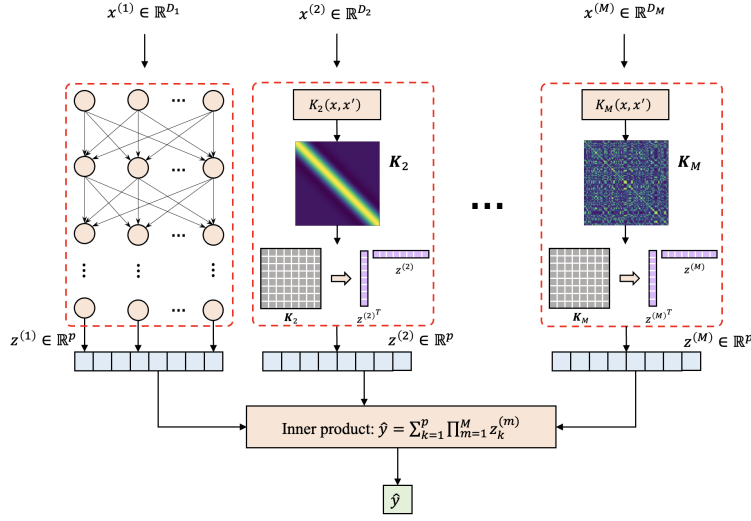 x^{(1)} ∈ ℝ^{D_1}
x^{(2)} ∈ ℝ^{D_2}
x^{(M)} ∈ ℝ^{D_M}
K_2(x, x′)
K_M(x, x′)
K_2
K_M
...
z^{(2)}
z^{(M)}
K_2
z^{(2)^T}
K_M
z^{(M)^T}
z^{(1)} ∈ ℝ^p
z^{(2)} ∈ ℝ^p
z^{(M)} ∈ ℝ^p
Inner product: ŷ = ∑_{k=1}^{p} ∏_{m=1}^{M} z_k^{(m)}
ŷ